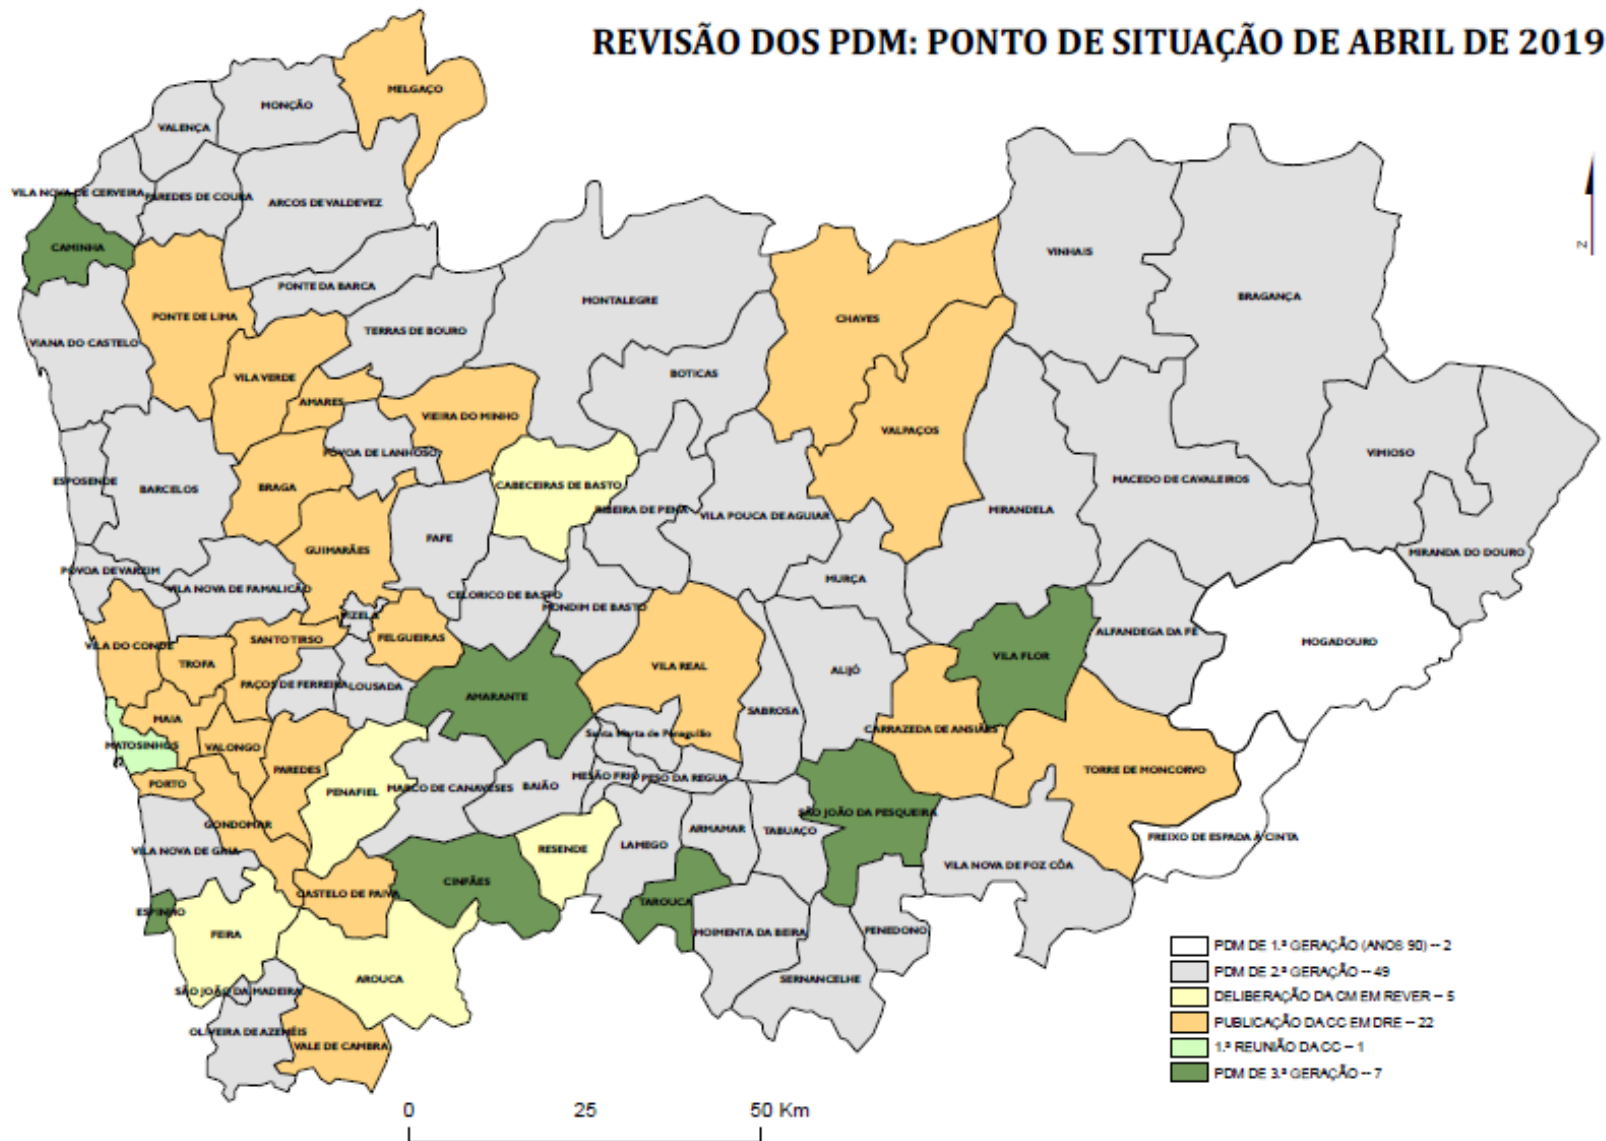 REVISÃO DOS PDM: PONTO DE SITUAÇÃO DE ABRIL DE 2019
MELGAÇO
MONÇÃO
VALENÇA
VILA NOVA DE CERVEIRA
PAREDES DE COURA
ARCOS DE VALDEVEZ
CAMINHA
N
VINHAIS
BRAGANÇA
PONTE DA BARCA
MONTALEGRE
PONTE DE LIMA
CHAVES
TERRAS DE BOURO
VIANA DO CASTELO
BOTICAS
VILA VERDE
AMARES
VIEIRA DO MINHO
VALPAÇOS
PÓVOA DE LANHOSO
VIMIOSO
ESPOSENDE
BARCELOS
BRAGA
CABECEIRAS DE BASTO
MACEDO DE CAVALEIROS
RIBEIRA DE PENA
VILA POUCA DE AGUIAR
MIRANDELA
FAFE
GUIMARÃES
MIRANDA DO DOURO
PÓVOA DE VARZIM
MURÇA
VILA NOVA DE FAMALICÃO
CELORICO DE BASTO
MONDIM DE BASTO
VIZELA
FELGUEIRAS
SANTO TIRSO
ALFANDEGA DA FÉ
MOGADOURO
VILA DO CONDE
TROFA
VILA FLOR
VILA REAL
ALIJÓ
PAÇOS DE FERREIRA
LOUSADA
AMARANTE
SABROSA
MAIA
CARRAZEDA DE ANSIÃES
Santa Marta de Penaguião
MATOSINHOS
VALONGO
PAREDES
TORRE DE MONCORVO
MESÃO FRIO
PESO DA REGUA
PORTO
PENAFIEL
MARCO DE CANAVESES
BAIÃO
SÃO JOÃO DA PESQUEIRA
GONDOMAR
ARMAMAR
TABUAÇO
FREIXO DE ESPADA À CINTA
VILA NOVA DE GAIA
RESENDE
LAMEGO
VILA NOVA DE FOZ CÔA
CINFÃES
CASTELO DE PAIVA
TAROUCA
ESPINHO
FEIRA
MOIMENTA DA BEIRA
PENEDONO
AROUCA
SERNANCELHE
SÃO JOÃO DA MADEIRA
OLIVEIRA DE AZEMÉIS
VALE DE CAMBRA
PDM DE 1.ª GERAÇÃO (ANOS 90) -- 2
PDM DE 2.ª GERAÇÃO -- 49
DELIBERAÇÃO DA CM EM REVER -- 5
PUBLICAÇÃO DA CC EM DRE -- 22
1.ª REUNIÃO DA CC -- 1
PDM DE 3.ª GERAÇÃO -- 7
0 25 50 Km